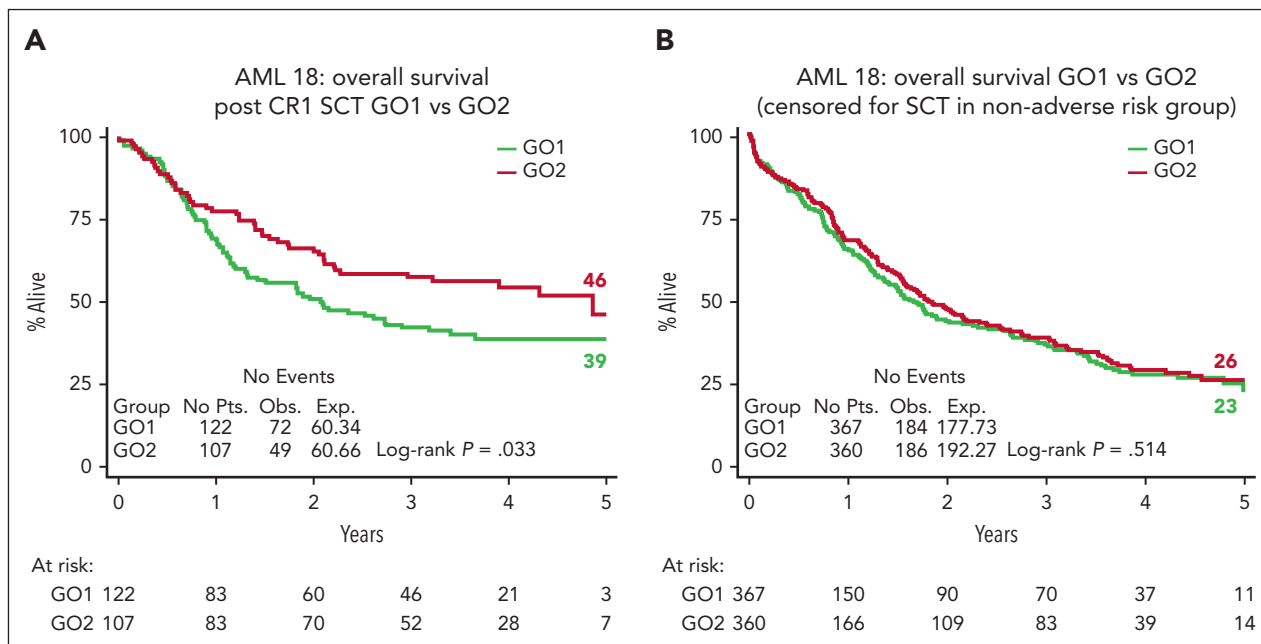 A
AML 18: overall survival
post CR1 SCT GO1 vs GO2
100
75
50
25
0
% Alive
GO1
GO2
46
39
No Events
Group No Pts. Obs. Exp.
GO1 122 72 60.34
GO2 107 49 60.66 Log-rank P = .033
0 1 2 3 4 5
Years
At risk:
GO1 122 83 60 46 21 3
GO2 107 83 70 52 28 7
B
AML 18: overall survival GO1 vs GO2
(censored for SCT in non-adverse risk group)
100
75
50
25
0
% Alive
GO1
GO2
26
23
No Events
Group No Pts. Obs. Exp.
GO1 367 184 177.73
GO2 360 186 192.27 Log-rank P = .514
0 1 2 3 4 5
Years
At risk:
GO1 367 150 90 70 37 11
GO2 360 166 109 83 39 14